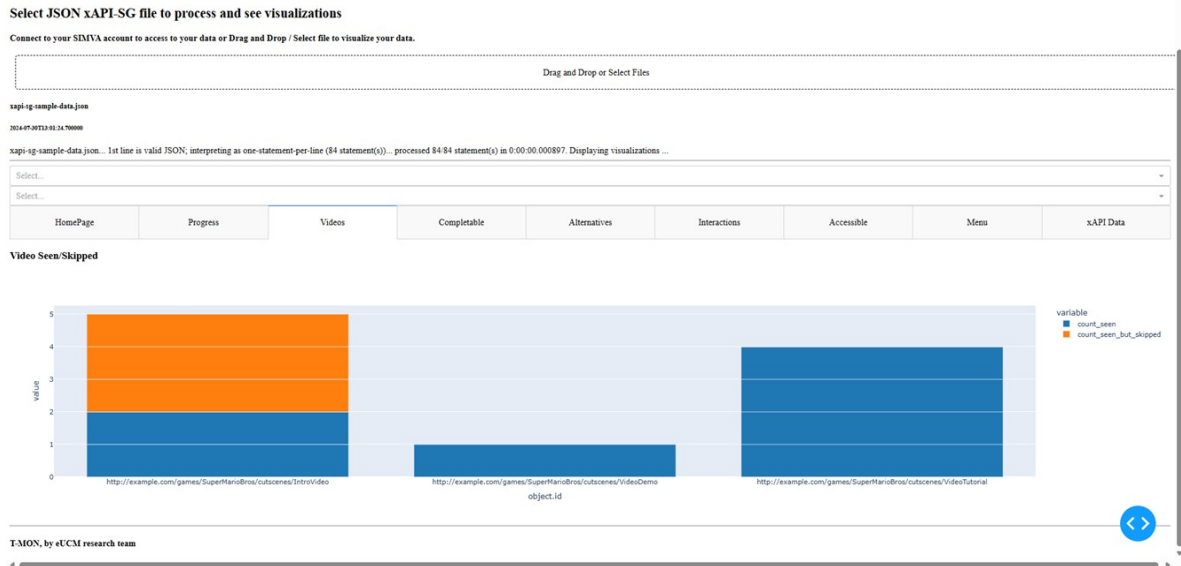 Select JSON xAPI-SG file to process and see visualizations
Connect to your SIMVA account to access to your data or Drag and Drop / Select file to visualize your data.
Drag and Drop or Select Files
xapi-sg-sample-data.json
2024-07-30T13:01:24.700000
xapi-sg-sample-data.json... 1st line is valid JSON; interpreting as one-statement-per-line (84 statement(s))... processed 84/84 statement(s) in 0:00:00.000897. Displaying visualizations ...
Select...
Select...
HomePage Progress Videos Completable Alternatives Interactions Accessible Menu xAPI Data
Video Seen/Skipped
variable
count_seen
count_seen_but_skipped
value
5
4
3
2
1
0
http://example.com/games/SuperMarioBros/cutscenes/IntroVideo http://example.com/games/SuperMarioBros/cutscenes/VideoDemo http://example.com/games/SuperMarioBros/cutscenes/VideoTutorial
object.id
T-MON, by eUCM research team